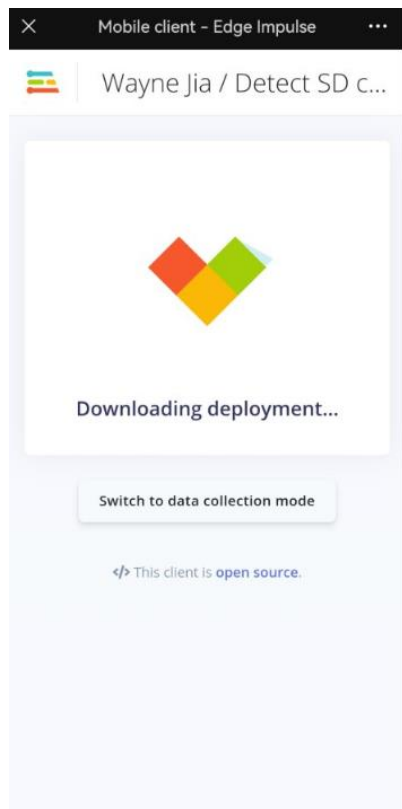 Mobile client - Edge Impulse
Wayne Jia / Detect SD c...
Downloading deployment...
Switch to data collection mode
</> This client is open source.